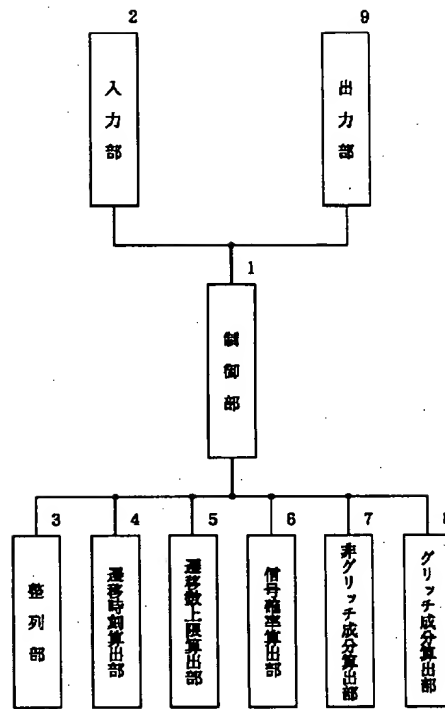 2
入力部
9
出力部
1
制御部
3
整列部
4
遷移時刻算出部
5
遷移数上限算出部
6
信号確率算出部
7
非グリッチ成分算出部
8
グリッチ成分算出部